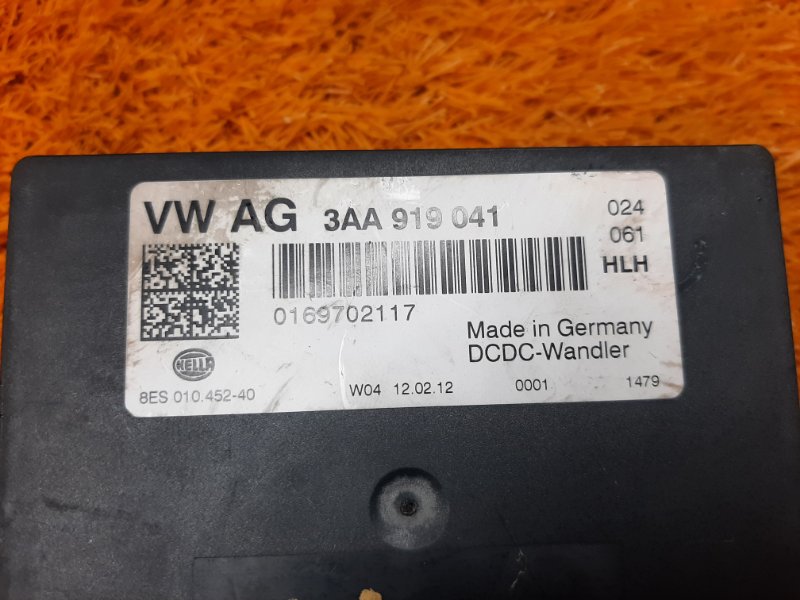 VW AG 3AA 919 041 024
061
HLH
0169702117
Made in Germany
DCDC-Wandler
HELLA
8ES 010.452-40 W04 12.02.12 0001 1479